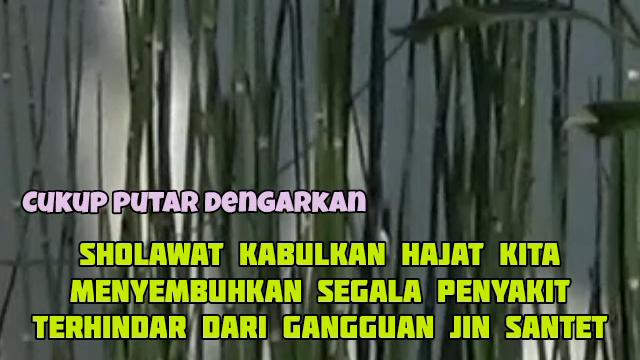 CUKUP PUTAR DENGARKAN
SHOLAWAT KABULKAN HAJAT KITA
MENYEMBUHKAN SEGALA PENYAKIT
TERHINDAR DARI GANGGUAN JIN SANTET